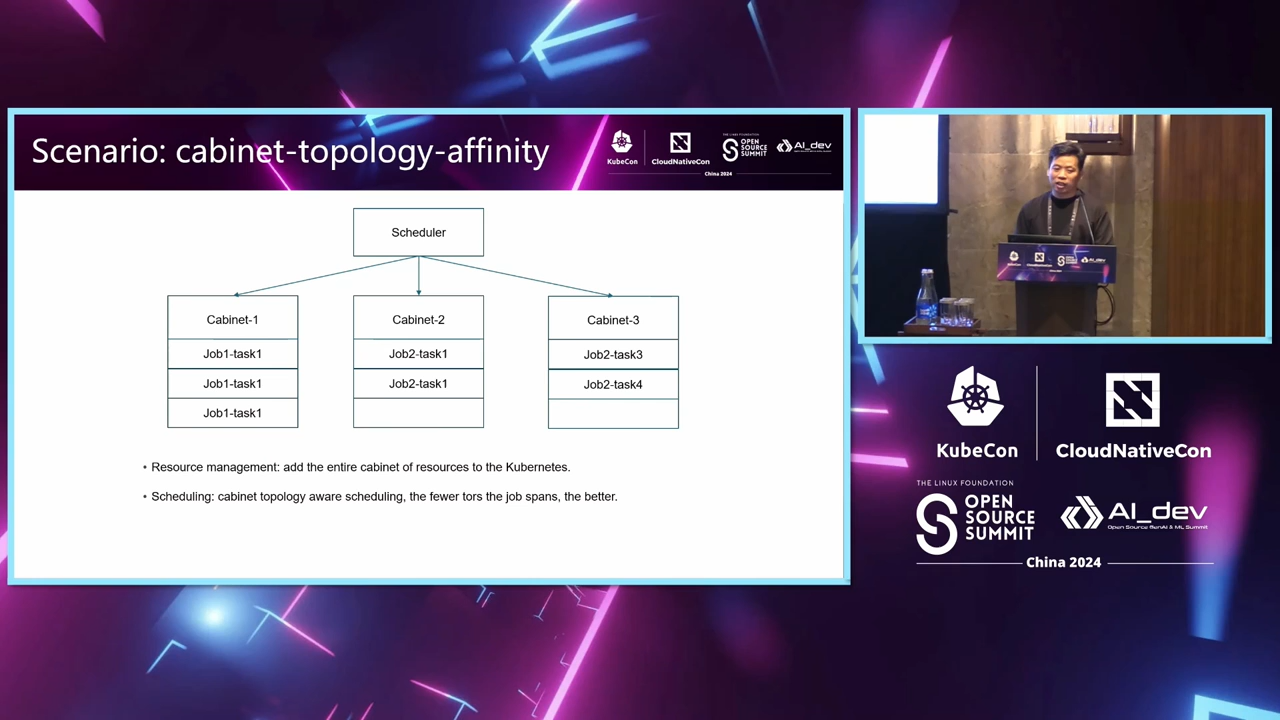 Scenario: cabinet-topology-affinity
KubeCon
CloudNativeCon
THE LINUX FOUNDATION
OPEN
SOURCE
SUMMIT
AI_dev
China 2024
Scheduler
Cabinet-1
Cabinet-2
Cabinet-3
Job1-task1
Job2-task1
Job2-task3
Job1-task1
Job2-task1
Job2-task4
Job1-task1
• Resource management: add the entire cabinet of resources to the Kubernetes.
• Scheduling: cabinet topology aware scheduling, the fewer tors the job spans, the better.
KubeCon
CloudNativeCon
THE LINUX FOUNDATION
OPEN
SOURCE
SUMMIT
AI_dev
Open Source GenAI & ML Summit
China 2024